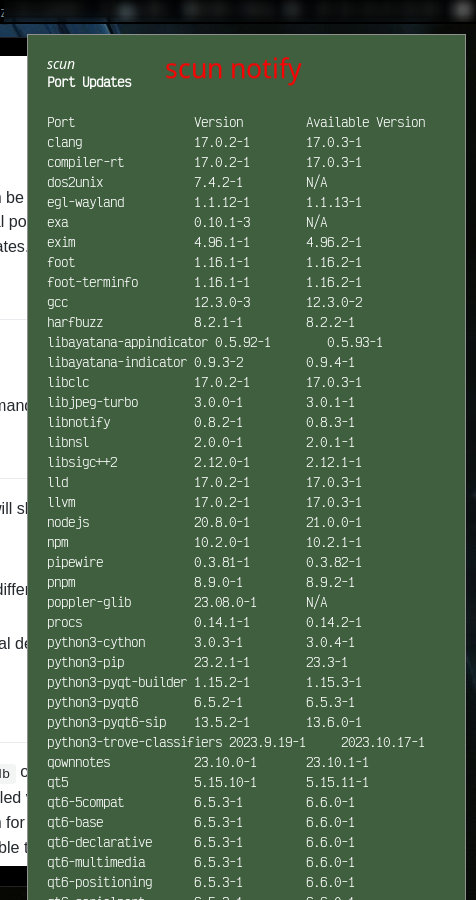 scun
scun notify
Port Updates
Port Version Available Version
clang 17.0.2-1 17.0.3-1
compiler-rt 17.0.2-1 17.0.3-1
dos2unix 7.4.2-1 N/A
egl-wayland 1.1.12-1 1.1.13-1
exa 0.10.1-3 N/A
exim 4.96.1-1 4.96.2-1
foot 1.16.1-1 1.16.2-1
foot-terminfo 1.16.1-1 1.16.2-1
gcc 12.3.0-3 12.3.0-2
harfbuzz 8.2.1-1 8.2.2-1
libayatana-appindicator 0.5.92-1 0.5.93-1
libayatana-indicator 0.9.3-2 0.9.4-1
libclc 17.0.2-1 17.0.3-1
libjpeg-turbo 3.0.0-1 3.0.1-1
libnotify 0.8.2-1 0.8.3-1
libnsl 2.0.0-1 2.0.1-1
libsigc++2 2.12.0-1 2.12.1-1
lld 17.0.2-1 17.0.3-1
llvm 17.0.2-1 17.0.3-1
nodejs 20.8.0-1 21.0.0-1
npm 10.2.0-1 10.2.1-1
pipewire 0.3.81-1 0.3.82-1
pnpm 8.9.0-1 8.9.2-1
poppler-glib 23.08.0-1 N/A
procs 0.14.1-1 0.14.2-1
python3-cython 3.0.3-1 3.0.4-1
python3-pip 23.2.1-1 23.3-1
python3-pyqt-builder 1.15.2-1 1.15.3-1
python3-pyqt6 6.5.2-1 6.5.3-1
python3-pyqt6-sip 13.5.2-1 13.6.0-1
python3-trove-classifiers 2023.9.19-1 2023.10.17-1
qownnotes 23.10.0-1 23.10.1-1
qt5 5.15.10-1 5.15.11-1
qt6-5compat 6.5.3-1 6.6.0-1
qt6-base 6.5.3-1 6.6.0-1
qt6-declarative 6.5.3-1 6.6.0-1
qt6-multimedia 6.5.3-1 6.6.0-1
qt6-positioning 6.5.3-1 6.6.0-1